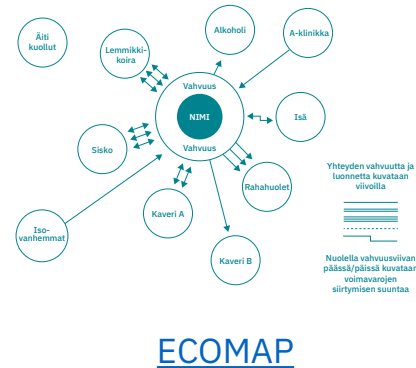 Äiti
kuollut
Lemmikki-
koira
Alkoholi
A-klinikka
Vahvuus
NIMI
Vahvuus
Isä
Sisko
Rahahuolet
Kaveri A
Iso-
vanhemmat
Kaveri B
Yhteyden vahvuutta ja
luonnetta kuvataan
viivoilla
Nuolella vahvuusviivan
päässä/päissä kuvataan
voimavarojen
siirtymisen suuntaa
ECOMAP